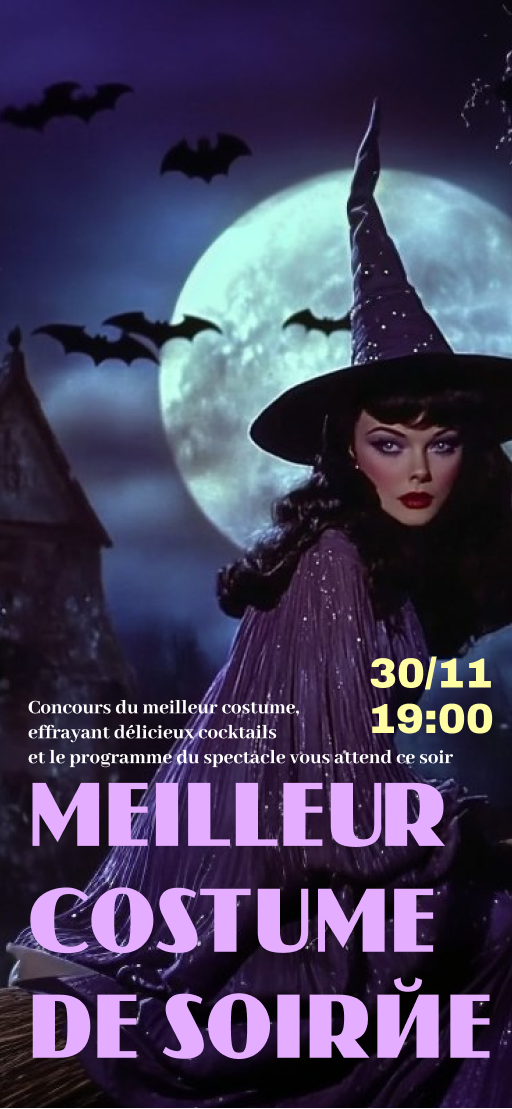 30/11
19:00
Concours du meilleur costume,
effrayant délicieux cocktails
et le programme du spectacle vous attend ce soir
MEILLEUR
COSTUME
DE SOIRЙE